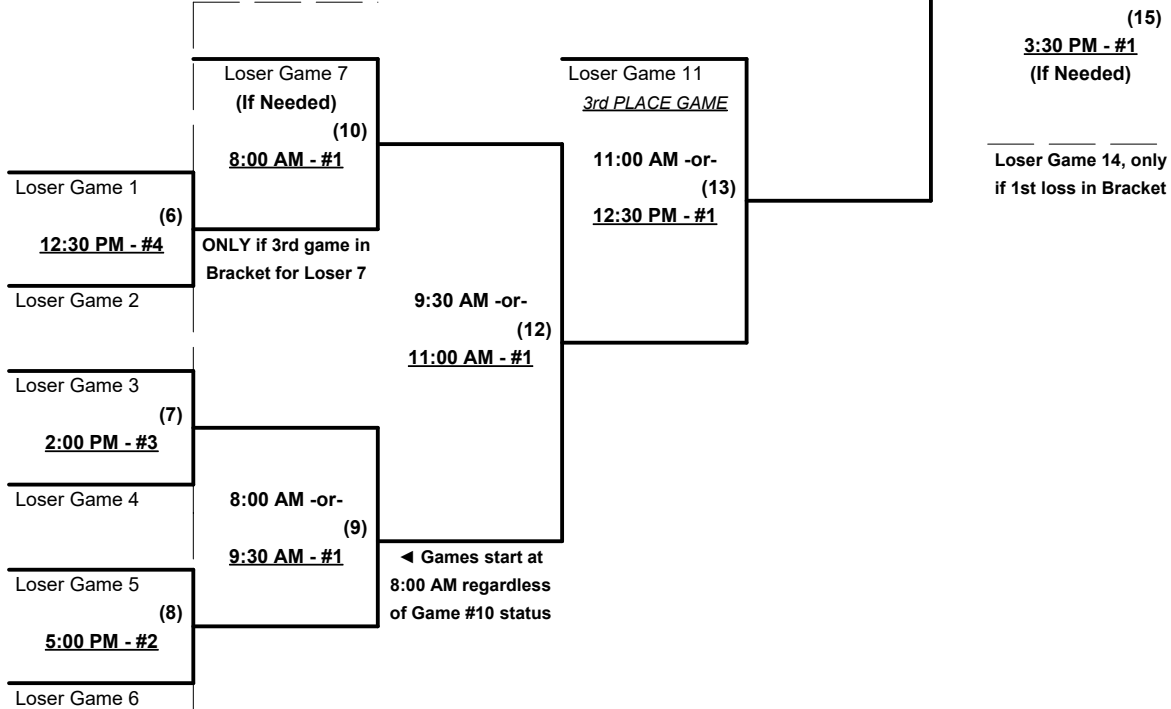 (15)
3:30 PM - #1
(If Needed)
Loser Game 14, only
if 1st loss in Bracket
Loser Game 7
(If Needed)
(10)
8:00 AM - #1
Loser Game 11
3rd PLACE GAME
11:00 AM -or-
(13)
12:30 PM - #1
Loser Game 1
(6)
12:30 PM - #4
Loser Game 2
ONLY if 3rd game in
Bracket for Loser 7
9:30 AM -or-
(12)
11:00 AM - #1
Loser Game 3
(7)
2:00 PM - #3
Loser Game 4
8:00 AM -or-
(9)
9:30 AM - #1
◄ Games start at
8:00 AM regardless
of Game #10 status
Loser Game 5
(8)
5:00 PM - #2
Loser Game 6